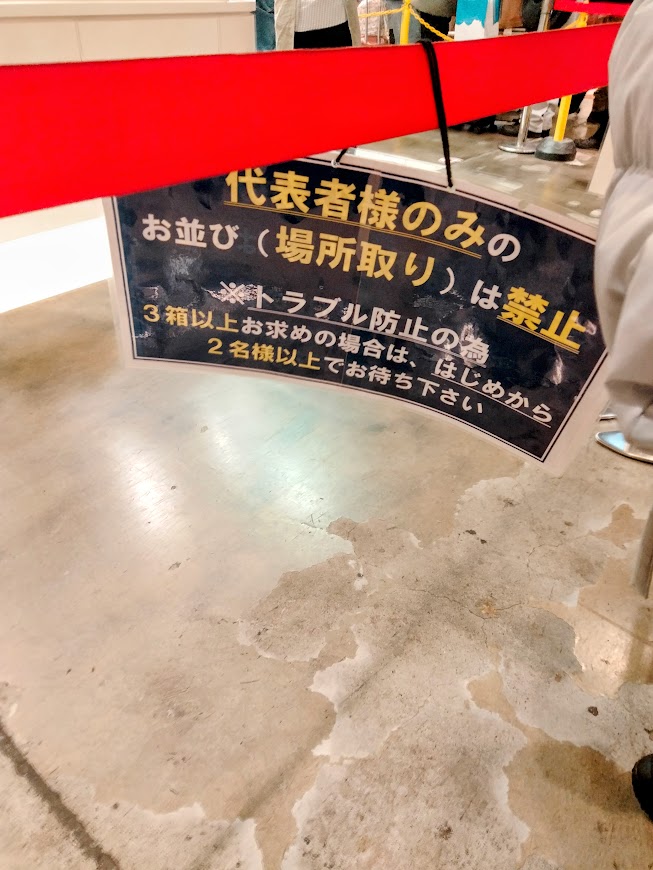 代表者様のみの
お並び（場所取り）は禁止
※トラブル防止の為
３箱以上お求めの場合は、はじめから
２名様以上でお待ち下さい